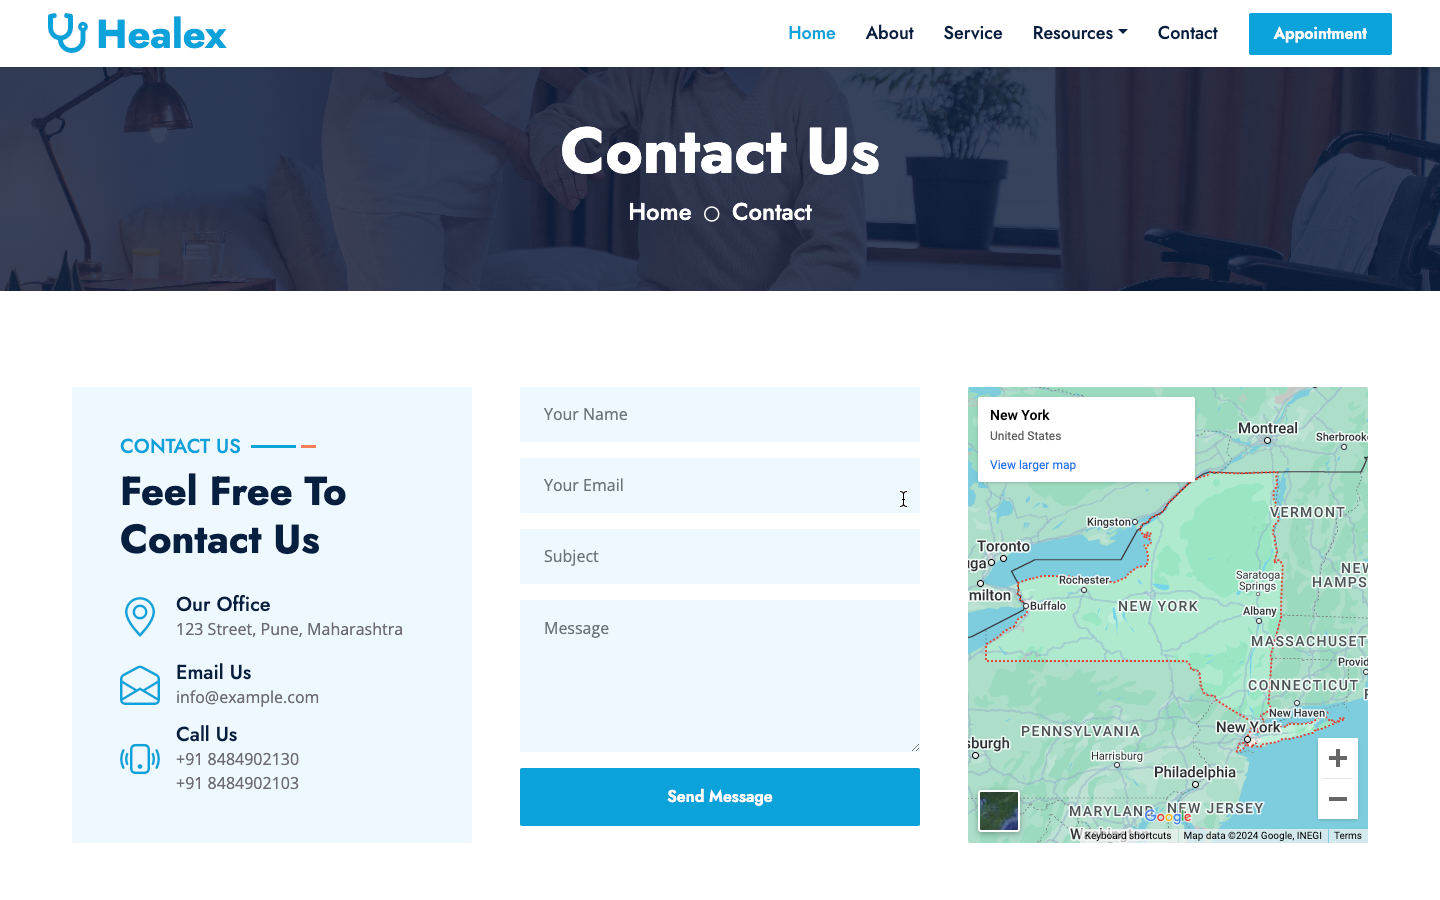 Healex
Home
About
Service
Resources
Contact
Appointment
Contact Us
Home
Contact
CONTACT US
Feel Free To
Contact Us
Our Office
123 Street, Pune, Maharashtra
Email Us
info@example.com
Call Us
+91 8484902130
+91 8484902103
Your Name
Your Email
Subject
Message
Send Message
New York
United States
View larger map
Montreal
Sherbrooke
VERMONT
Kingston
Toronto
uga
NEW
HAMPS
Rochester
Saratoga
Springs
milton
Buffalo
NEW YORK
Albany
MASSACHUSET
Provid
CONNECTICUT
New Haven
New York
PENNSYLVANIA
sburgh
Harrisburg
Philadelphia
MARYLAND
NEW JERSEY
Google
Keyboard shortcuts
Map data ©2024 Google, INEGI
Terms